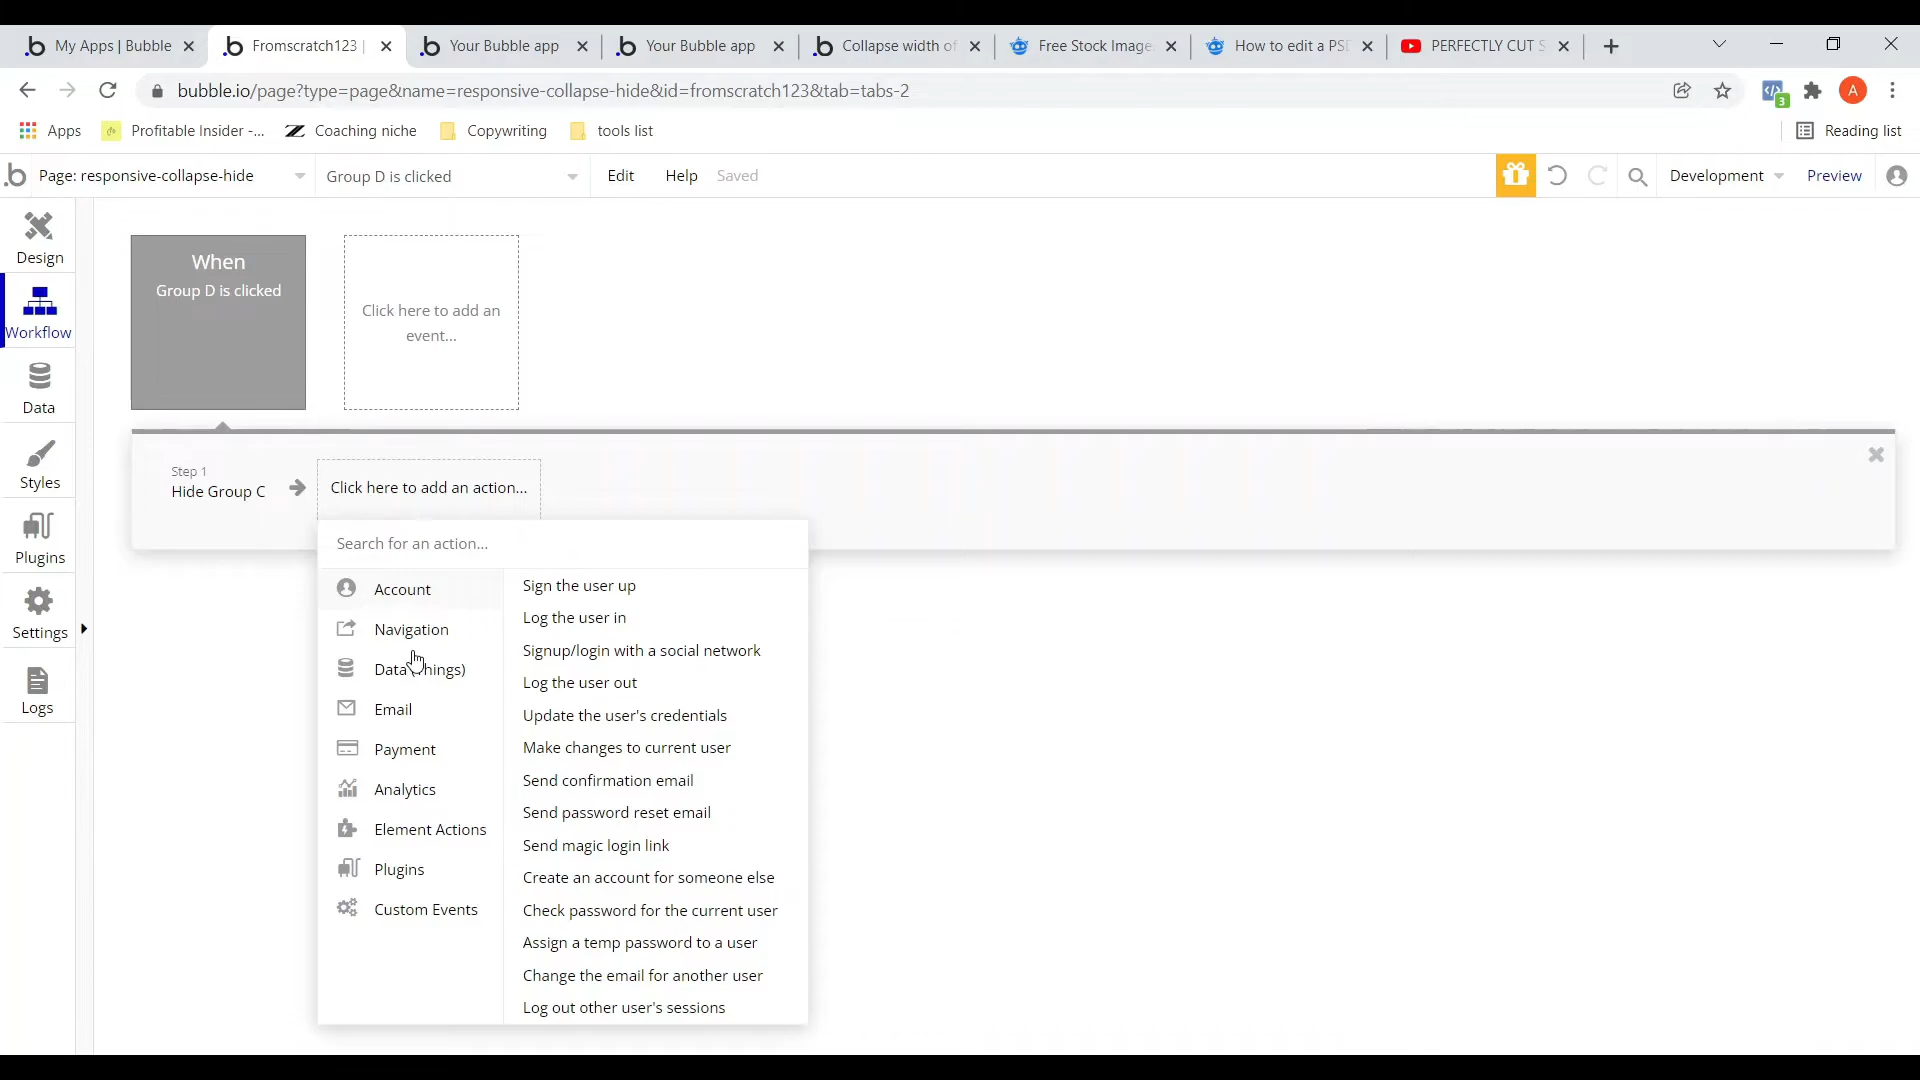 My Apps | Bubble
Fromscratch123 |
Your Bubble app
Your Bubble app
Collapse width of
Free Stock Image
How to edit a PS
PERFECTLY CUT S
bubble.io/page?type=page&name=responsive-collapse-hide&id=fromscratch123&tab=tabs-2
3
A
Apps
Profitable Insider -...
Coaching niche
Copywriting
tools list
Reading list
Page: responsive-collapse-hide
Group D is clicked
Edit
Help
Saved
Development
Preview
Design
Workflow
Data
Styles
Plugins
Settings
Logs
When
Group D is clicked
Click here to add an
event...
Step 1
Hide Group C
Click here to add an action...
Search for an action...
Account
Navigation
Data
Email
Payment
Analytics
Element Actions
Plugins
Custom Events
Sign the user up
Log the user in
Signup/login with a social network
Log the user out
Update the user's credentials
Make changes to current user
Send confirmation email
Send password reset email
Send magic login link
Create an account for someone else
Check password for the current user
Assign a temp password to a user
Change the email for another user
Log out other user's sessions